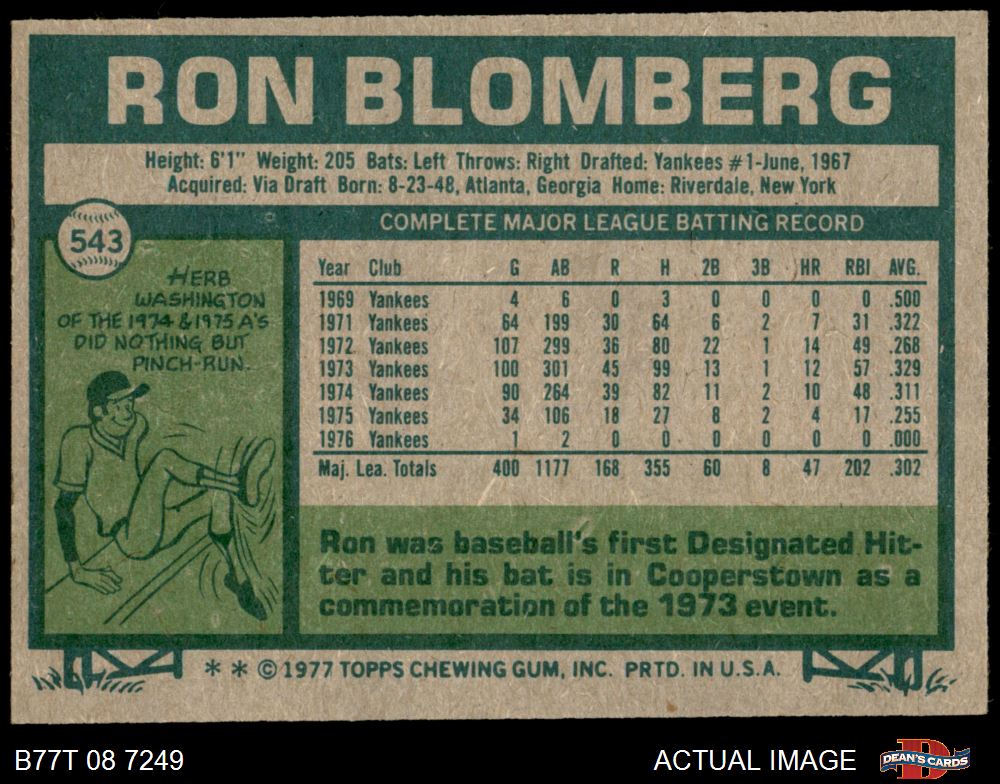 RON BLOMBERG
Height: 6'1" Weight: 205 Bats: Left Throws: Right Drafted: Yankees #1-June, 1967
Acquired: Via Draft Born: 8-23-48, Atlanta, Georgia Home: Riverdale, New York
543
HERB
WASHINGTON
OF THE 1974 & 1975 A'S
DID NOTHING BUT
PINCH-RUN.
COMPLETE MAJOR LEAGUE BATTING RECORD
Year Club G AB R H 2B 3B HR RBI AVG.
1969 Yankees 4 6 0 3 0 0 0 0 .500
1971 Yankees 64 199 30 64 6 2 7 31 .322
1972 Yankees 107 299 36 80 22 1 14 49 .268
1973 Yankees 100 301 45 99 13 1 12 57 .329
1974 Yankees 90 264 39 82 11 2 10 48 .311
1975 Yankees 34 106 18 27 8 2 4 17 .255
1976 Yankees 1 2 0 0 0 0 0 0 .000
Maj. Lea. Totals 400 1177 168 355 60 8 47 202 .302
Ron was baseball's first Designated Hit-
ter and his bat is in Cooperstown as a
commemoration of the 1973 event.
* * © 1977 TOPPS CHEWING GUM, INC. PRTD. IN U.S.A.
B77T 08 7249
ACTUAL IMAGE
D
DEAN'S CARDS